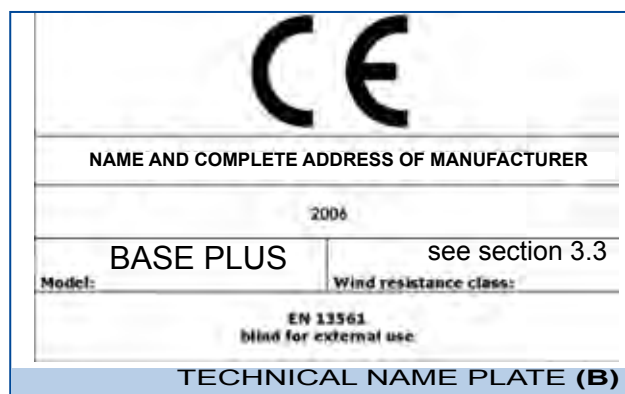 CE
NAME AND COMPLETE ADDRESS OF MANUFACTURER
2006
BASE PLUS
Model:
see section 3.3
Wind resistance class:
EN 13561
blind for external use
TECHNICAL NAME PLATE (B)